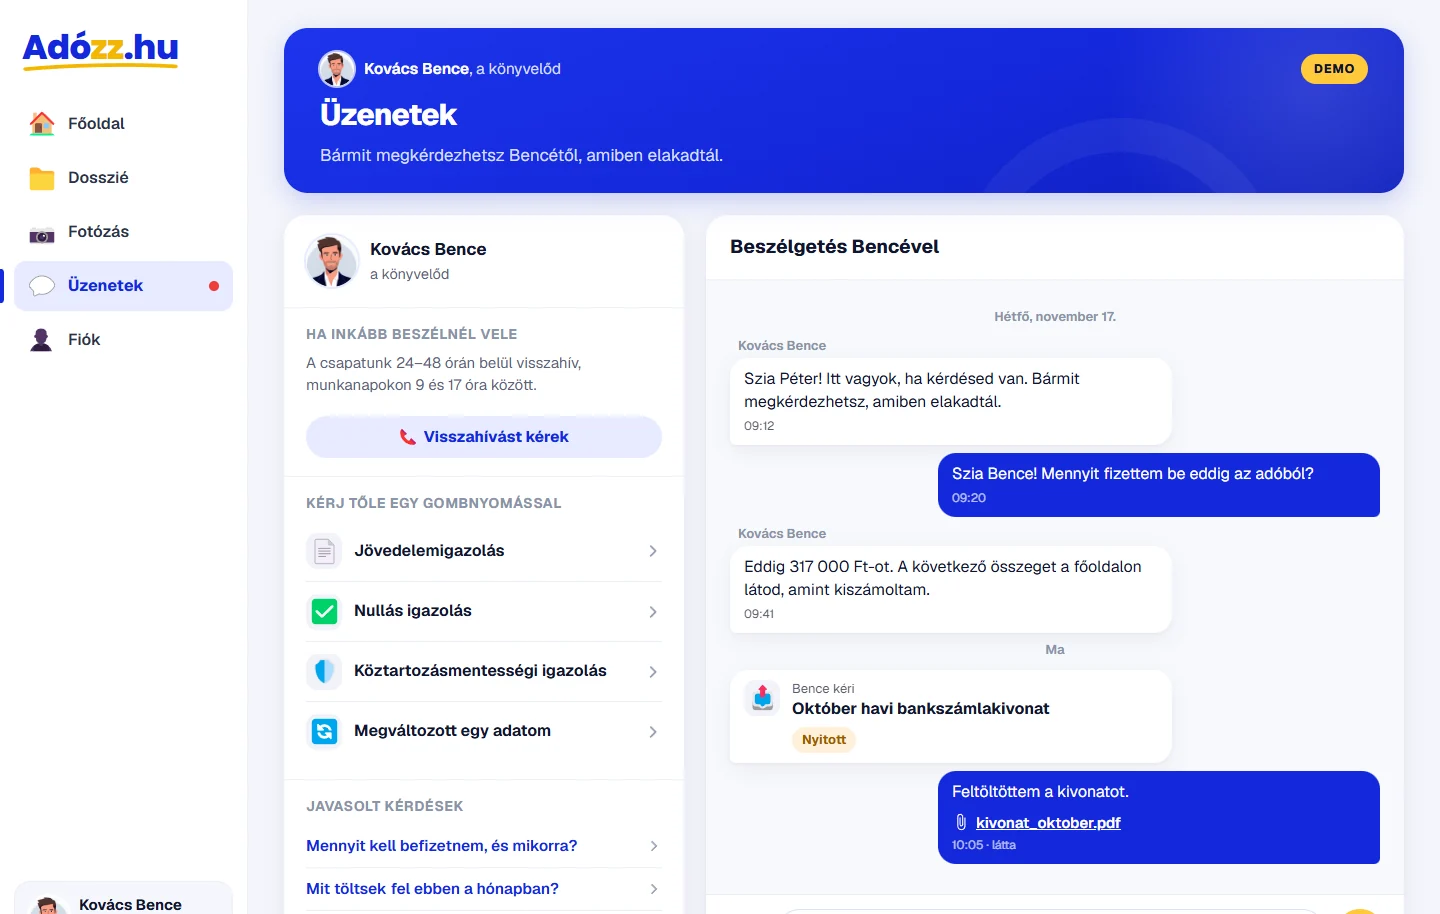 Adózz.hu
Főoldal
Dosszié
Fotózás
Üzenetek
Fiók
Kovács Bence
Kovács Bence, a könyvelőd
DEMO
Üzenetek
Bármit megkérdezhetsz Bencétől, amiben elakadtál.
Kovács Bence
a könyvelőd
HA INKÁBB BESZÉLNÉL VELE
A csapatunk 24–48 órán belül visszahív,
munkanapokon 9 és 17 óra között.
Visszahívást kérek
KÉRJ TŐLE EGY GOMBNYOMÁSSAL
Jövedelemigazolás
Nullás igazolás
Köztartozásmentességi igazolás
Megváltozott egy adatom
JAVASOLT KÉRDÉSEK
Mennyit kell befizetnem, és mikorra?
Mit töltsek fel ebben a hónapban?
Beszélgetés Bencével
Hétfő, november 17.
Kovács Bence
Szia Péter! Itt vagyok, ha kérdésed van. Bármit
megkérdezhetsz, amiben elakadtál.
09:12
Szia Bence! Mennyit fizettem be eddig az adóból?
09:20
Kovács Bence
Eddig 317 000 Ft-ot. A következő összeget a főoldalon
látod, amint kiszámoltam.
09:41
Ma
Bence kéri
Október havi bankszámlakivonat
Nyitott
Feltöltöttem a kivonatot.
kivonat_oktober.pdf
10:05 · látta